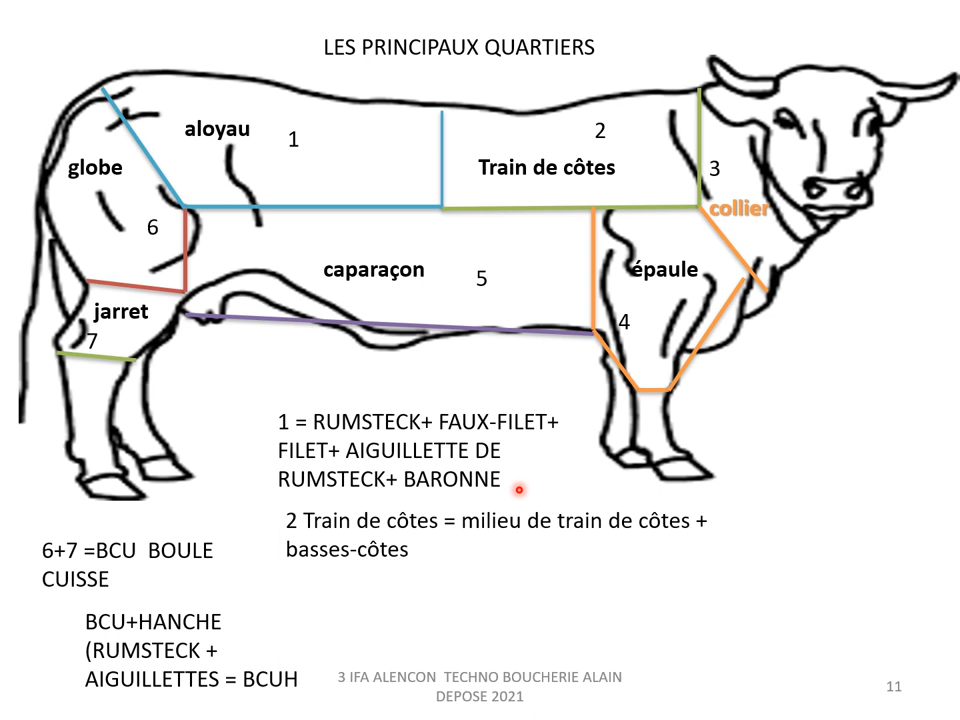 LES PRINCIPAUX QUARTIERS
aloyau
1
2
globe
Train de côtes
3
collier
6
caparaçon
5
épaule
jarret
7
4
1 = RUMSTECK+ FAUX-FILET+
FILET+ AIGUILLETTE DE
RUMSTECK+ BARONNE
2 Train de côtes = milieu de train de côtes +
basses-côtes
6+7 =BCU BOULE
CUISSE
BCU+HANCHE
(RUMSTECK +
AIGUILLETTES = BCUH
3 IFA ALENCON TECHNO BOUCHERIE ALAIN
DEPOSE 2021
11